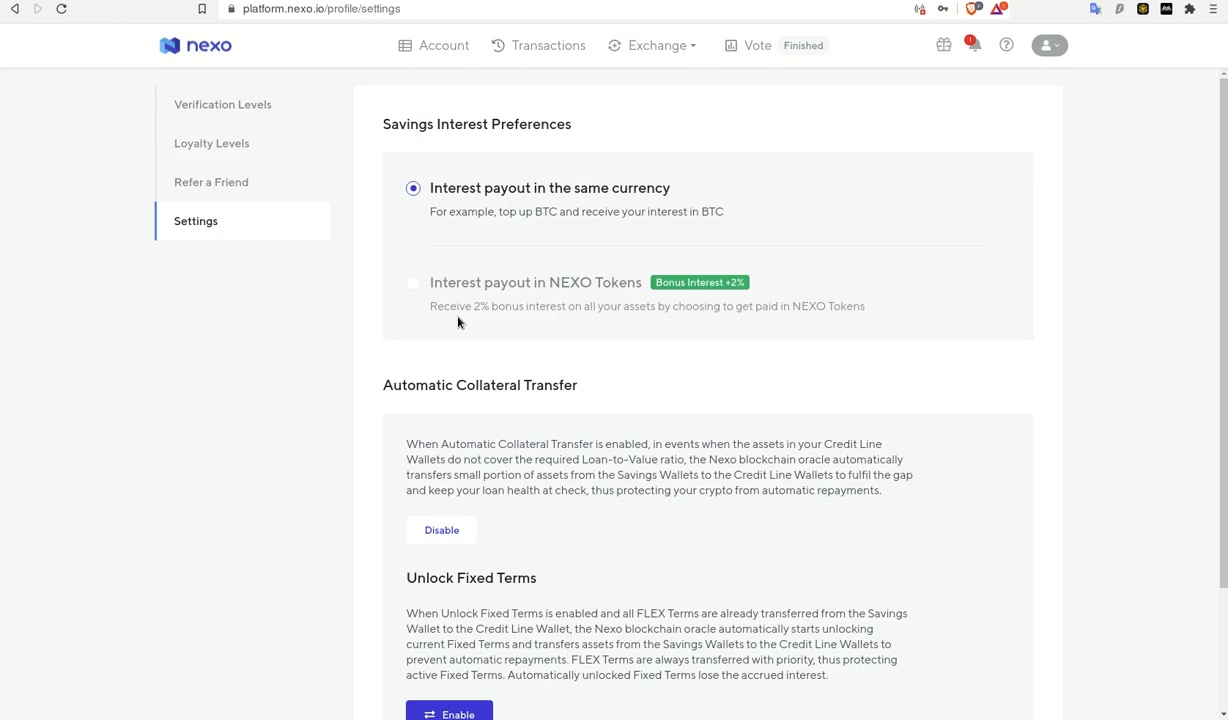 platform.nexo.io/profile/settings
nexo
Account
Transactions
Exchange
Vote
Finished
1
Verification Levels
Loyalty Levels
Refer a Friend
Settings
Savings Interest Preferences
Interest payout in the same currency
For example, top up BTC and receive your interest in BTC
Interest payout in NEXO Tokens
Bonus Interest +2%
Receive 2% bonus interest on all your assets by choosing to get paid in NEXO Tokens
Automatic Collateral Transfer
When Automatic Collateral Transfer is enabled, in events when the assets in your Credit Line
Wallets do not cover the required Loan-to-Value ratio, the Nexo blockchain oracle automatically
transfers small portion of assets from the Savings Wallets to the Credit Line Wallets to fulfil the gap
and keep your loan health at check, thus protecting your crypto from automatic repayments.
Disable
Unlock Fixed Terms
When Unlock Fixed Terms is enabled and all FLEX Terms are already transferred from the Savings
Wallet to the Credit Line Wallet, the Nexo blockchain oracle automatically starts unlocking
current Fixed Terms and transfers assets from the Savings Wallets to the Credit Line Wallets to
prevent automatic repayments. FLEX Terms are always transferred with priority, thus protecting
active Fixed Terms. Automatically unlocked Fixed Terms lose the accrued interest.
Enable